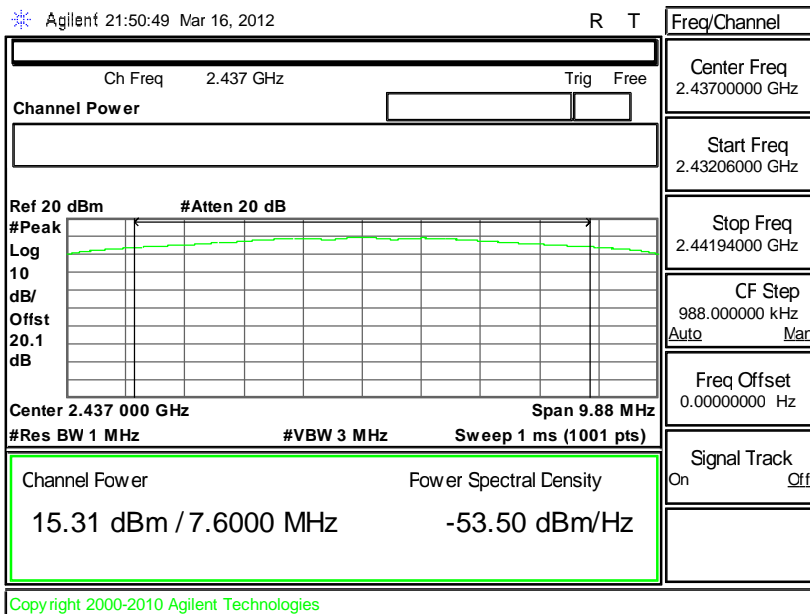 Agilent 21:50:49 Mar 16, 2012 R T
Ch Freq 2.437 GHz Trig Free
Channel Power
Ref 20 dBm #Atten 20 dB
#Peak
Log
10
dB/
Offst
20.1
dB
Center 2.437 000 GHz Span 9.88 MHz
#Res BW 1 MHz #VBW 3 MHz Sweep 1 ms (1001 pts)
Channel Power Power Spectral Density
15.31 dBm / 7.6000 MHz -53.50 dBm/Hz
Copyright 2000-2010 Agilent Technologies
Freq/Channel
Center Freq
2.43700000 GHz
Start Freq
2.43206000 GHz
Stop Freq
2.44194000 GHz
CF Step
988.000000 kHz
Auto Man
Freq Offset
0.00000000 Hz
Signal Track
On Off